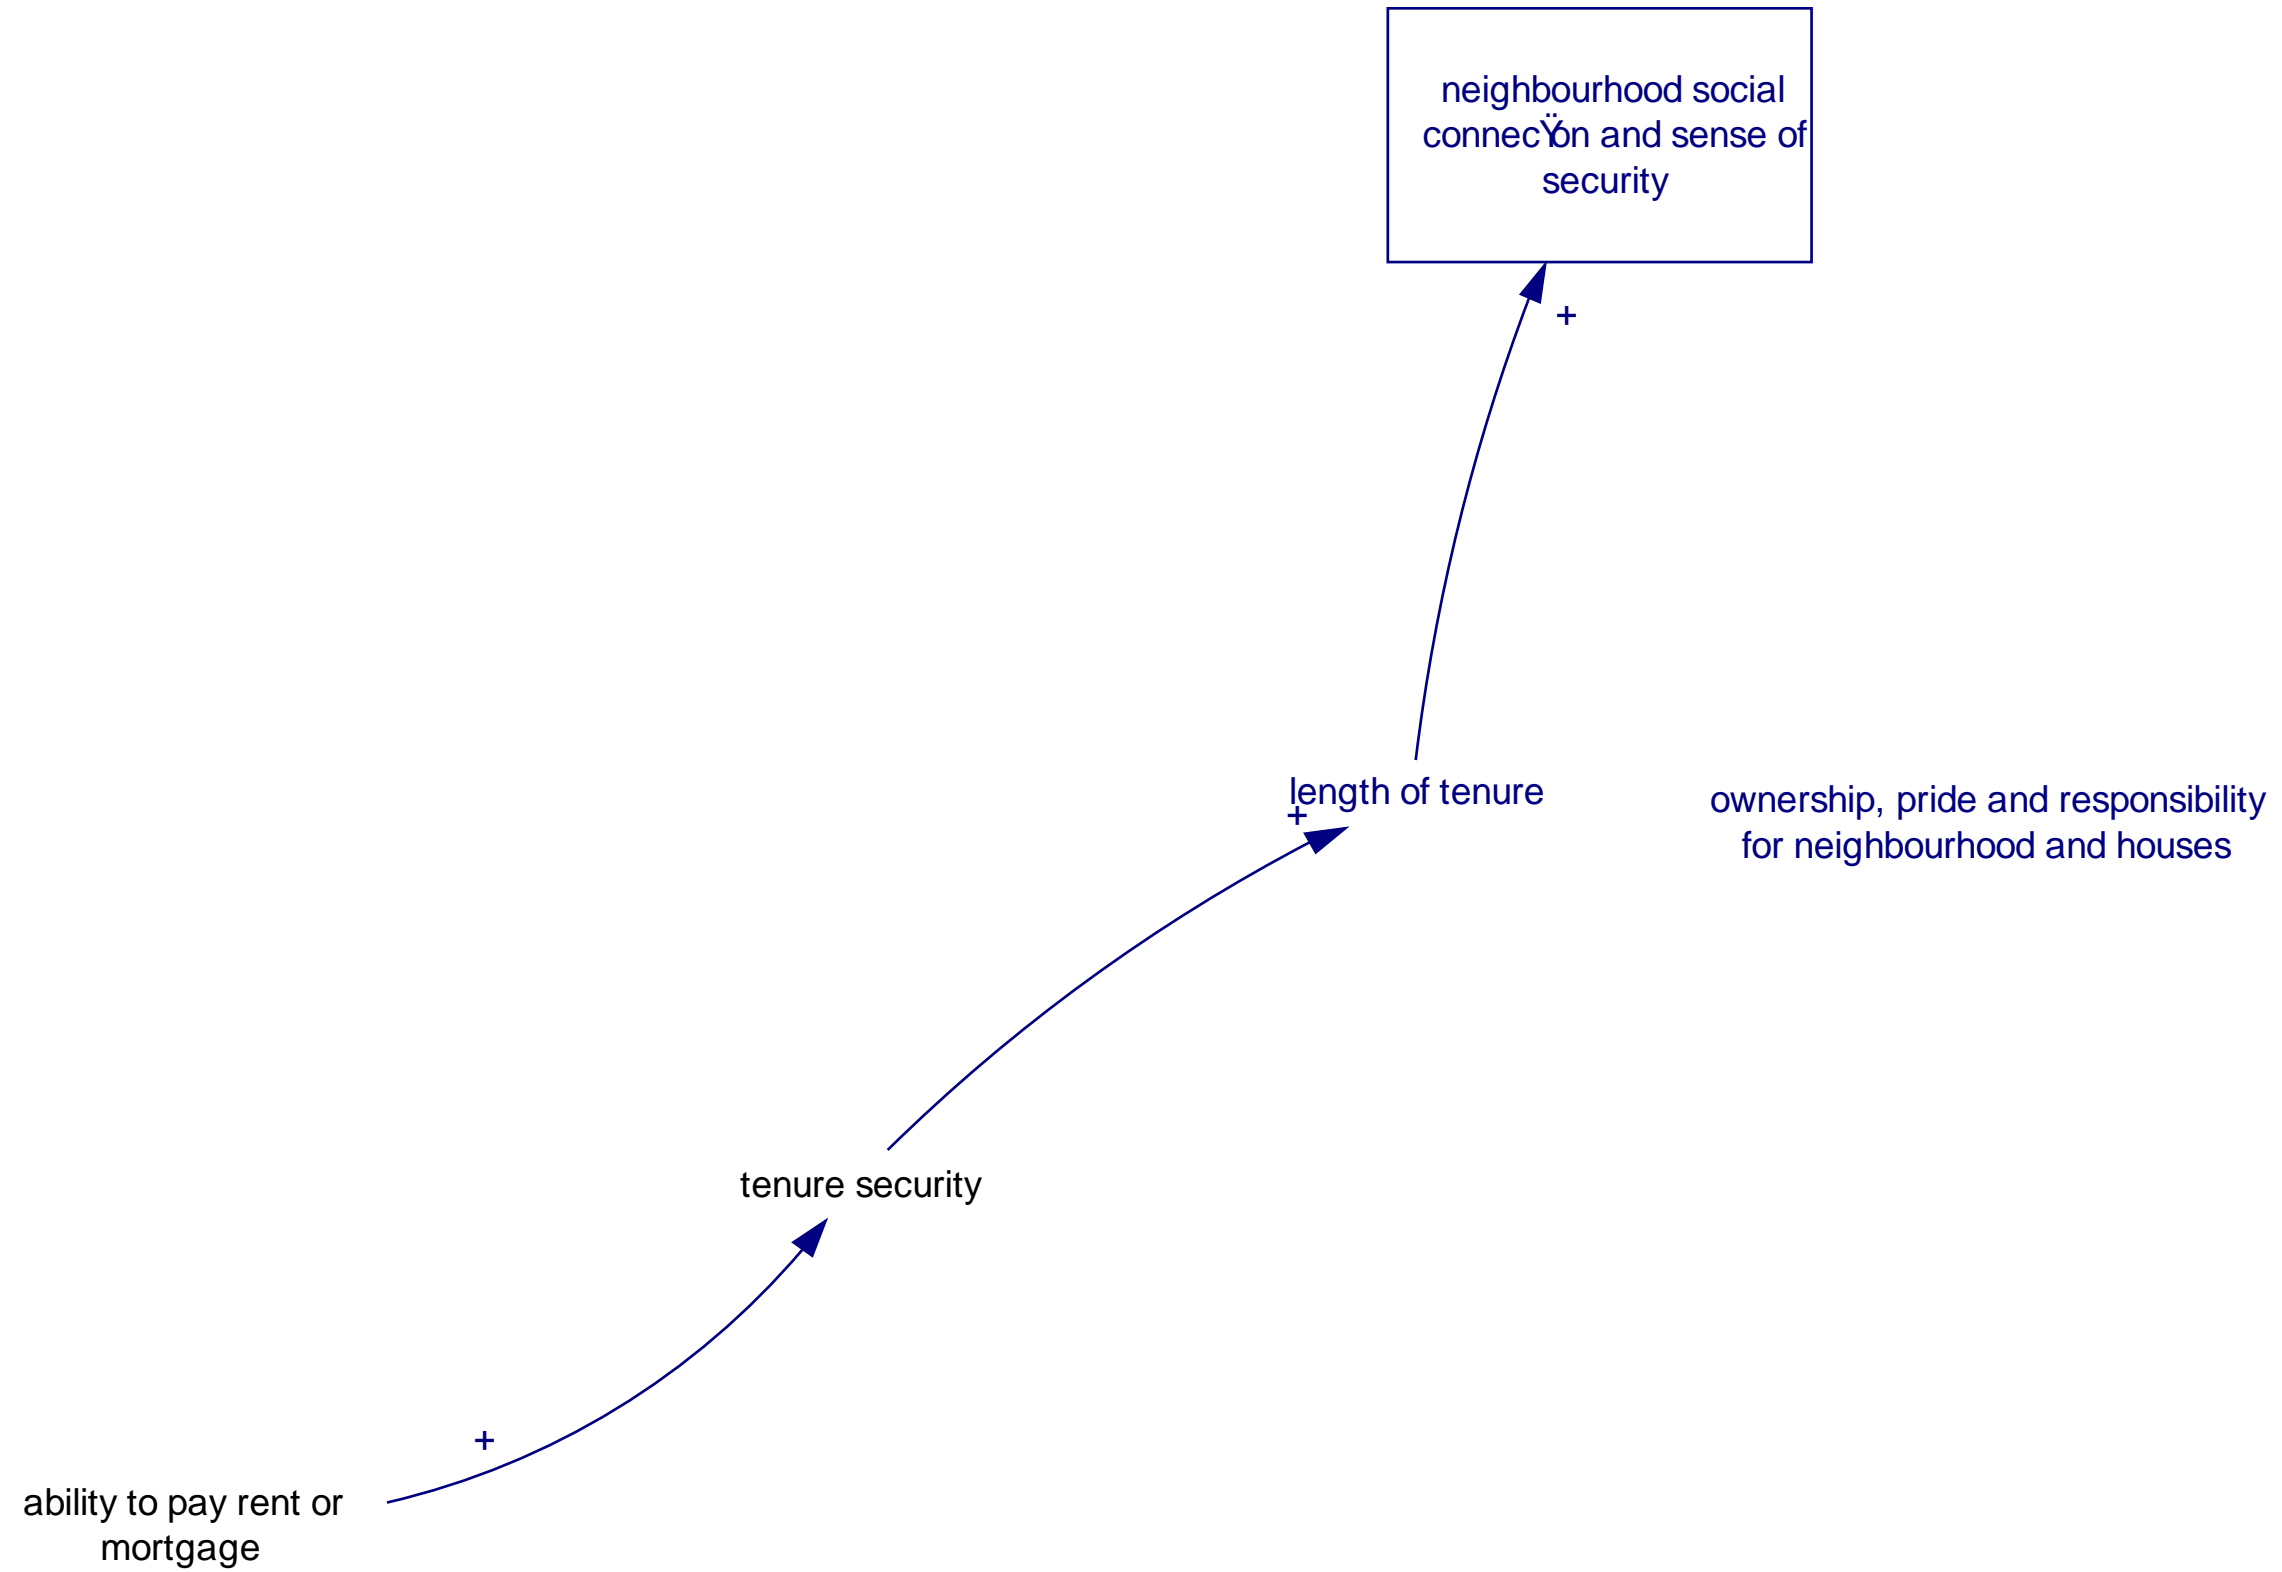 neighbourhood social
connecŸon and sense of
security
+
length of tenure
+
ownership, pride and responsibility
for neighbourhood and houses
tenure security
+
ability to pay rent or
mortgage